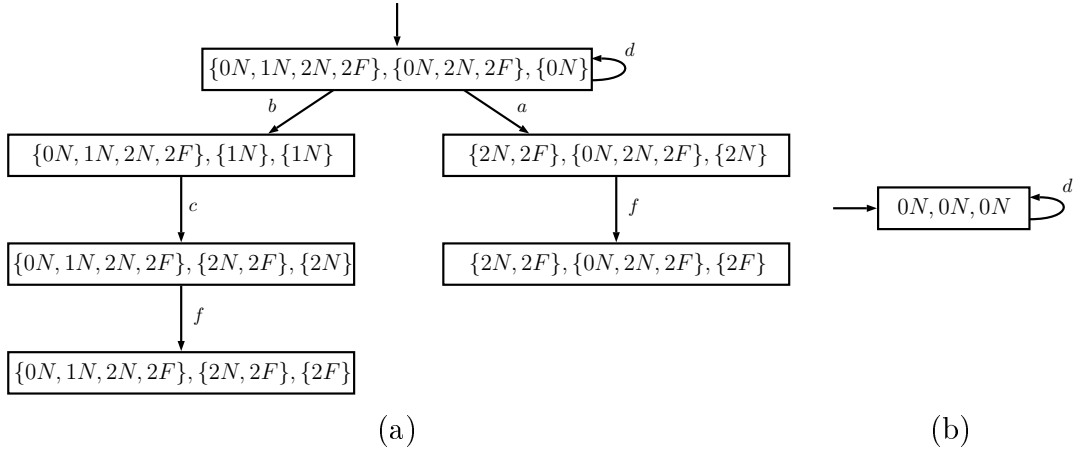 {0N, 1N, 2N, 2F}, {0N, 2N, 2F}, {0N}
d
b
a
{0N, 1N, 2N, 2F}, {1N}, {1N}
{2N, 2F}, {0N, 2N, 2F}, {2N}
d
c
f
0N, 0N, 0N
{0N, 1N, 2N, 2F}, {2N, 2F}, {2N}
{2N, 2F}, {0N, 2N, 2F}, {2F}
f
{0N, 1N, 2N, 2F}, {2N, 2F}, {2F}
(a)
(b)